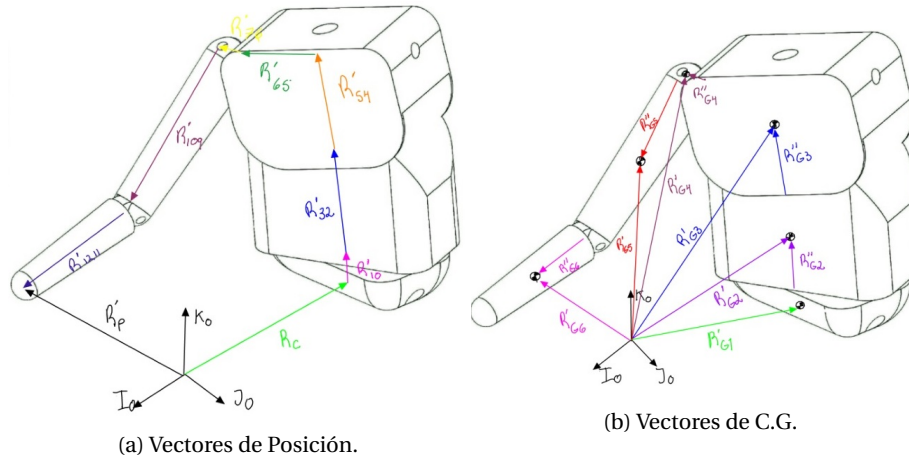 R'65
R'54
R'109
R'32
R'1211
R'10
R'P
K0
RC
I0
J0
(a) Vectores de Posición.
R''G4
R''G5
R''G3
R'G4
R'G3
R'G5
R''G2
R''G6
R'G2
K0
R'G6
R'G1
I0
J0
(b) Vectores de C.G.